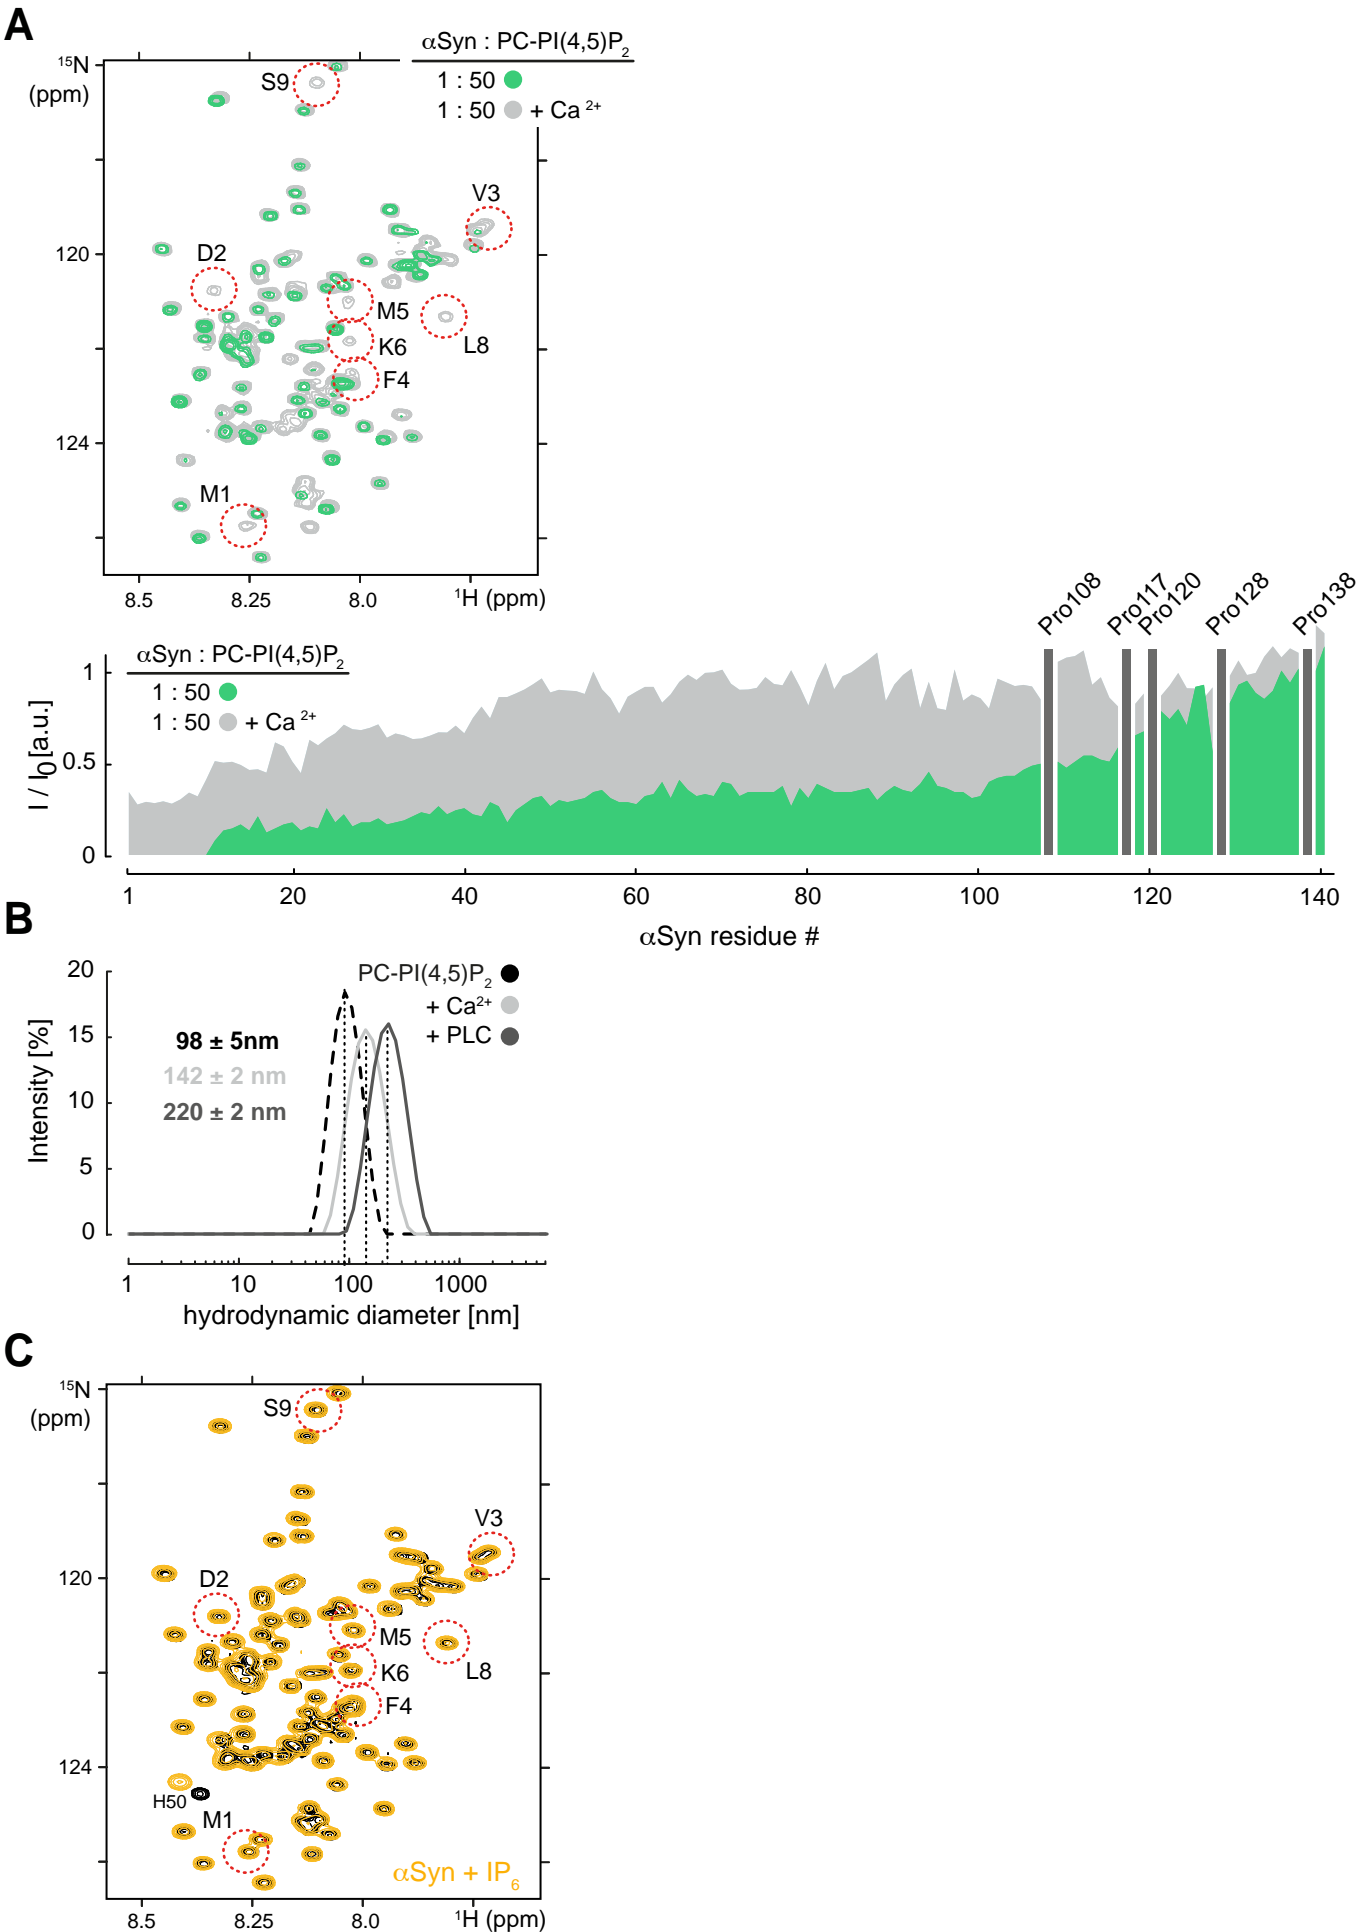 A
αSyn : PC-PI(4,5)P2
1 : 50
1 : 50 + Ca 2+
15N
(ppm)
S9
V3
D2
120
M5
L8
K6
F4
124
M1
8.5
8.25
8.0
1H (ppm)
Pro108
Pro117
Pro120
Pro128
Pro138
αSyn : PC-PI(4,5)P2
1 : 50
1 : 50 + Ca 2+
I / I0 [a.u.]
1
0.5
0
1 20 40 60 80 100 120 140
αSyn residue #
B
Intensity [%]
20
15
10
5
0
PC-PI(4,5)P2
+ Ca2+
+ PLC
98 ± 5nm
142 ± 2 nm
220 ± 2 nm
1 10 100 1000
hydrodynamic diameter [nm]
C
15N
(ppm)
S9
V3
120
D2
M5
L8
K6
F4
124
H50
M1
αSyn + IP6
8.5
8.25
8.0
1H (ppm)